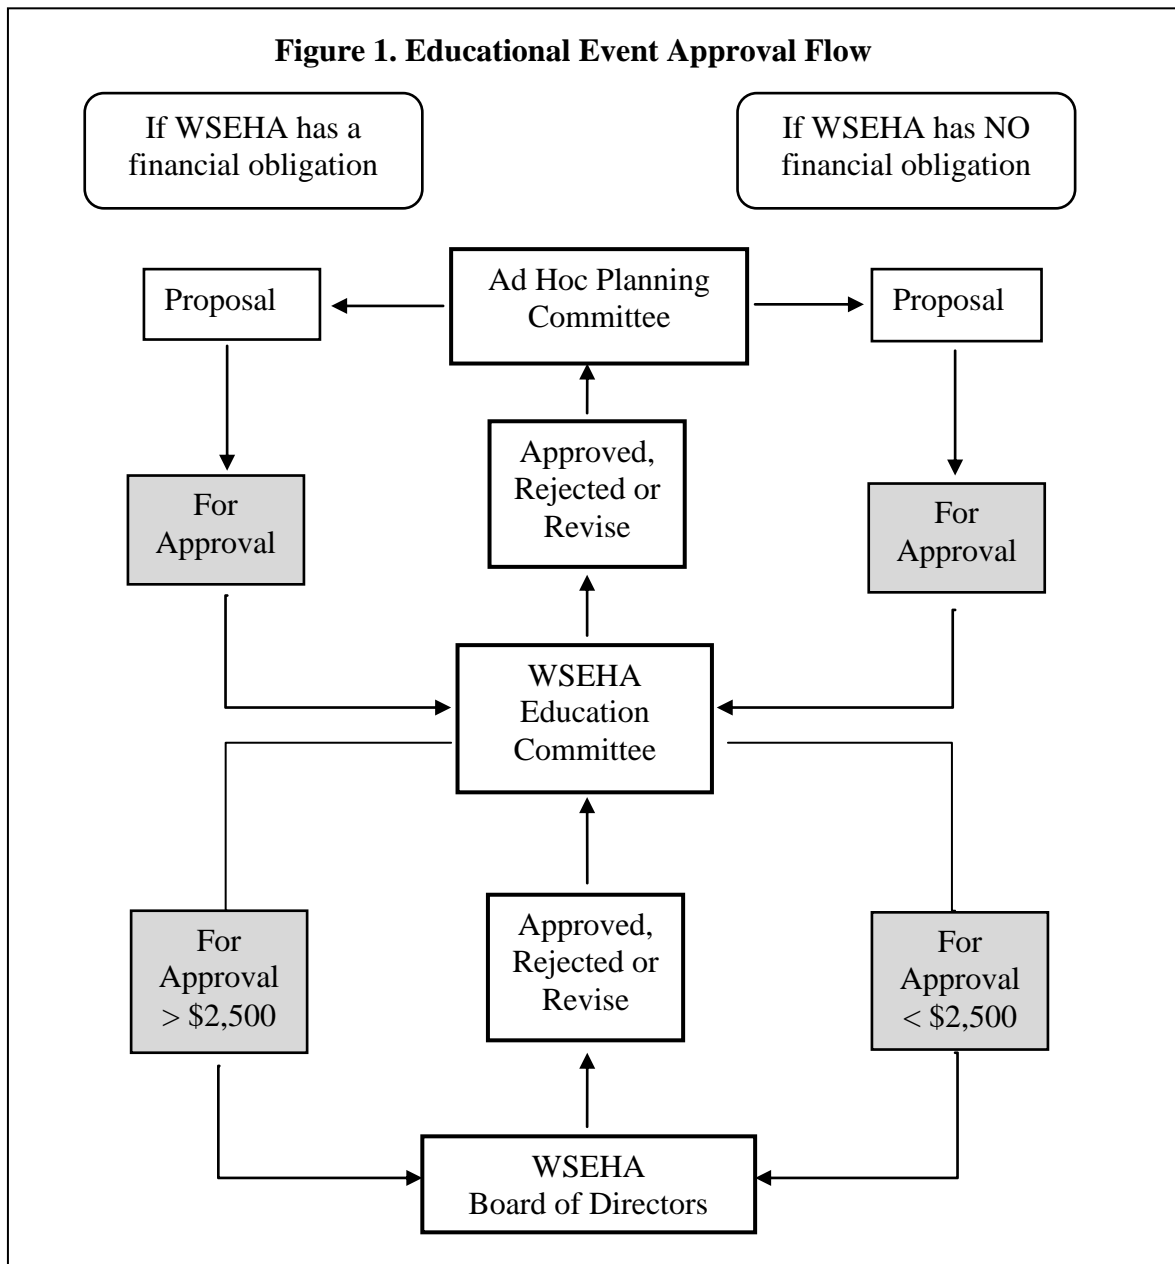 Figure 1. Educational Event Approval Flow
If WSEHA has a
financial obligation
If WSEHA has NO
financial obligation
Proposal
Ad Hoc Planning
Committee
Proposal
Approved,
Rejected or
Revise
For
Approval
For
Approval
WSEHA
Education
Committee
For
Approval
> $2,500
Approved,
Rejected or
Revise
For
Approval
< $2,500
WSEHA
Board of Directors